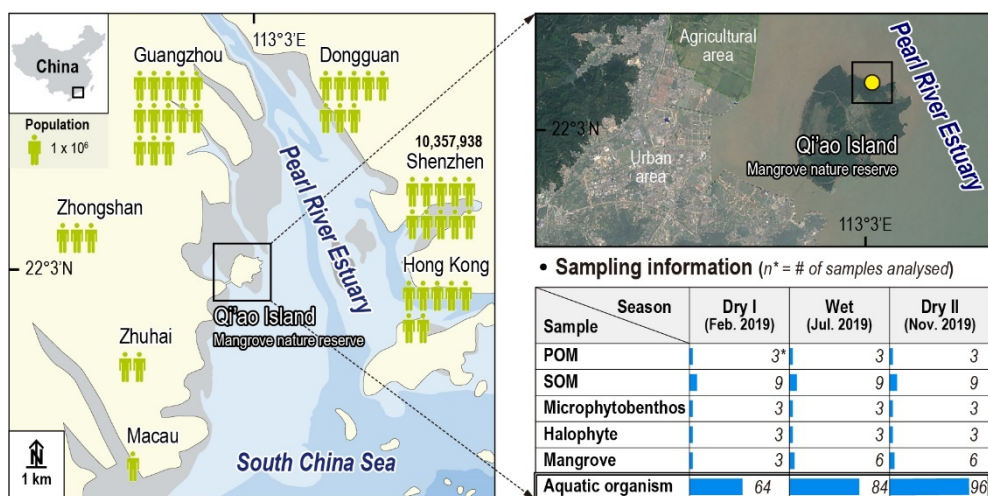 China
Population
1 x 10⁶
113°3'E
Guangzhou
Dongguan
10,357,938
Shenzhen
Pearl River Estuary
Zhongshan
22°3'N
Hong Kong
Qi'ao Island
Mangrove nature reserve
Zhuhai
Macau
N
1 km
South China Sea
Agricultural
area
22°3'N
Urban
area
Qi'ao Island
Mangrove nature reserve
Pearl River Estuary
113°3'E
• Sampling information (n* = # of samples analysed)
Season Dry I Wet Dry II
Sample (Feb. 2019) (Jul. 2019) (Nov. 2019)
POM 3* 3 3
SOM 9 9 9
Microphytobenthos 3 3 3
Halophyte 3 3 3
Mangrove 3 6 6
Aquatic organism 64 84 96